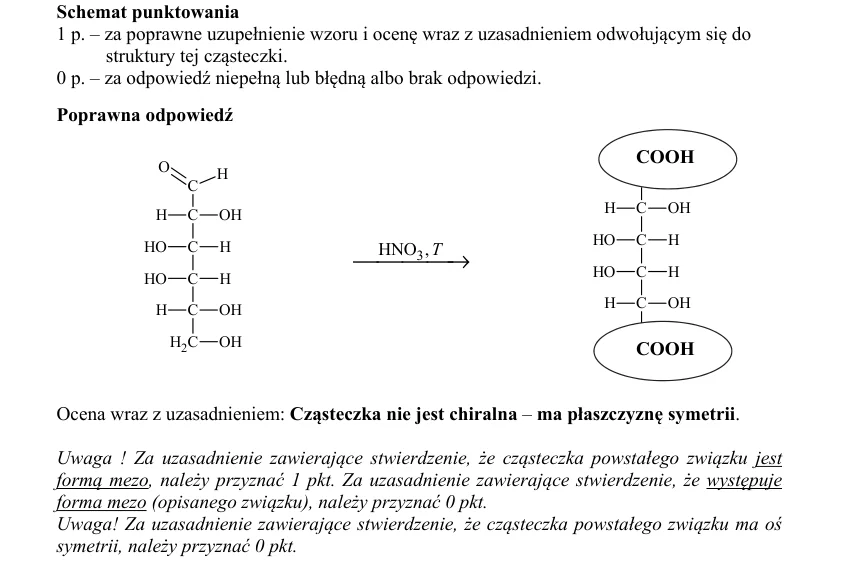 Schemat punktowania
1 p. – za poprawne uzupełnienie wzoru i ocenę wraz z uzasadnieniem odwołującym się do
struktury tej cząsteczki.
0 p. – za odpowiedź niepełną lub błędną albo brak odpowiedzi.
Poprawna odpowiedź
O H
C
H—C—OH
HO—C—H
HO—C—H
H—C—OH
H₂C—OH
HNO₃, T
COOH
H—C—OH
HO—C—H
HO—C—H
H—C—OH
COOH
Ocena wraz z uzasadnieniem: Cząsteczka nie jest chiralna – ma płaszczyznę symetrii.
Uwaga ! Za uzasadnienie zawierające stwierdzenie, że cząsteczka powstałego związku jest
formą mezo, należy przyznać 1 pkt. Za uzasadnienie zawierające stwierdzenie, że występuje
forma mezo (opisanego związku), należy przyznać 0 pkt.
Uwaga! Za uzasadnienie zawierające stwierdzenie, że cząsteczka powstałego związku ma oś
symetrii, należy przyznać 0 pkt.